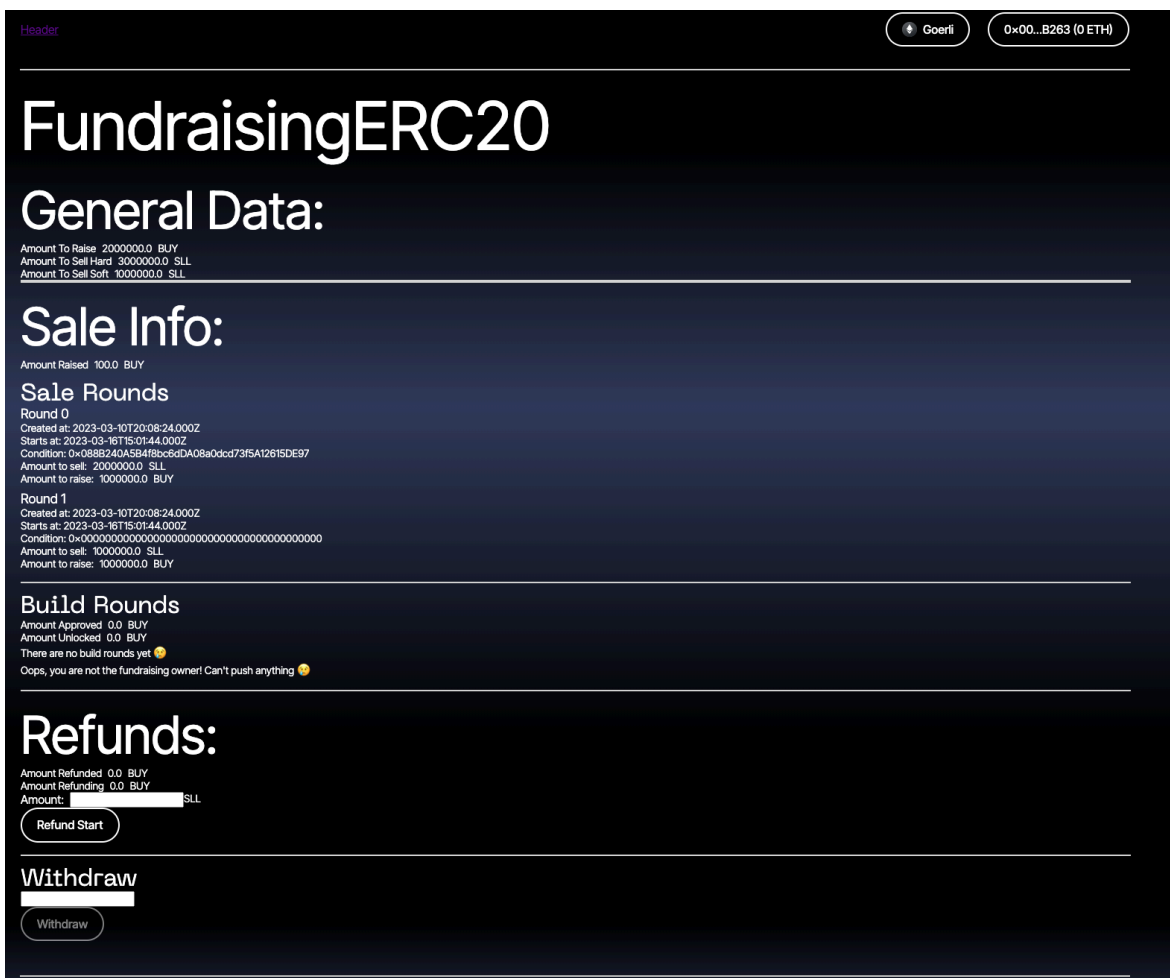 Header
Goerli
0×00...B263 (0 ETH)
FundraisingERC20
General Data:
Amount To Raise 2000000.0 BUY
Amount To Sell Hard 3000000.0 SLL
Amount To Sell Soft 1000000.0 SLL
Sale Info:
Amount Raised 100.0 BUY
Sale Rounds
Round 0
Created at: 2023-03-10T20:08:24.000Z
Starts at: 2023-03-16T15:01:44.000Z
Condition: 0×088B240A5B4f8bc6dDA08a0dcd73f5A12615DE97
Amount to sell: 2000000.0 SLL
Amount to raise: 1000000.0 BUY
Round 1
Created at: 2023-03-10T20:08:24.000Z
Starts at: 2023-03-16T15:01:44.000Z
Condition: 0×0000000000000000000000000000000000000000
Amount to sell: 1000000.0 SLL
Amount to raise: 1000000.0 BUY
Build Rounds
Amount Approved 0.0 BUY
Amount Unlocked 0.0 BUY
There are no build rounds yet 😢
Oops, you are not the fundraising owner! Can't push anything 😢
Refunds:
Amount Refunded 0.0 BUY
Amount Refunding 0.0 BUY
Amount: SLL
Refund Start
Withdraw
Withdraw